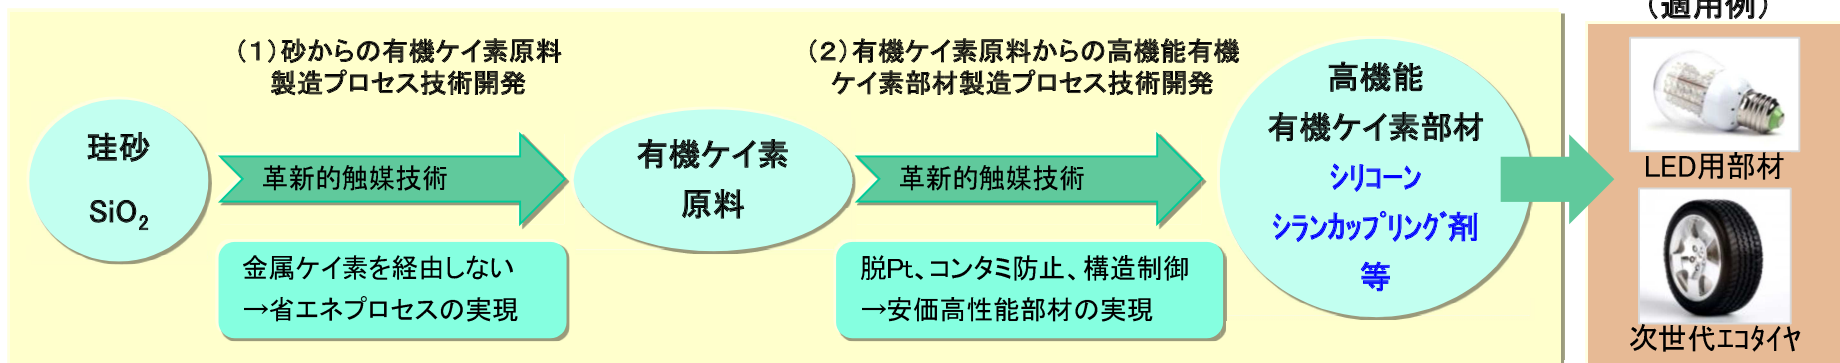 （適用例）
（１）砂からの有機ケイ素原料
製造プロセス技術開発
（２）有機ケイ素原料からの高機能有機
ケイ素部材製造プロセス技術開発
珪砂
SiO₂
革新的触媒技術
金属ケイ素を経由しない
→省エネプロセスの実現
有機ケイ素
原料
革新的触媒技術
脱Pt、コンタミ防止、構造制御
→安価高性能部材の実現
高機能
有機ケイ素部材
シリコーン
シランカップリング剤
等
LED用部材
次世代エコタイヤ